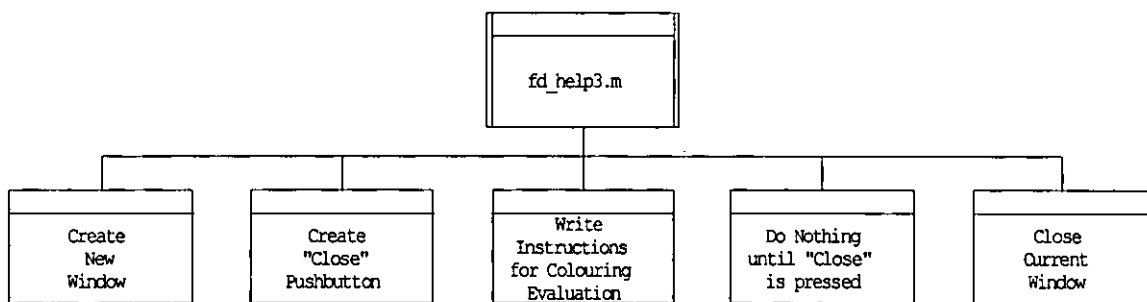 fd_help3.m
Create
New
Window
Create
"Close"
Pushbutton
Write
Instructions
for Colouring
Evaluation
Do Nothing
until "Close"
is pressed
Close
Current
Window